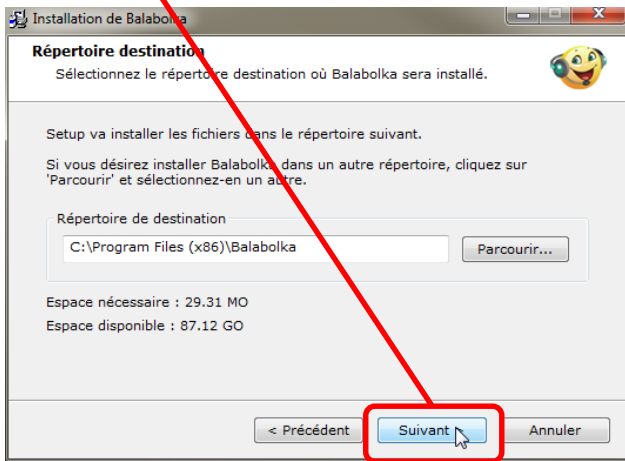 Installation de Balabolka
Répertoire destination
Sélectionnez le répertoire destination où Balabolka sera installé.
Setup va installer les fichiers dans le répertoire suivant.
Si vous désirez installer Balabolka dans un autre répertoire, cliquez sur
'Parcourir' et sélectionnez-en un autre.
Répertoire de destination
C:\Program Files (x86)\Balabolka
Parcourir...
Espace nécessaire : 29.31 MO
Espace disponible : 87.12 GO
< Précédent
Suivant >
Annuler